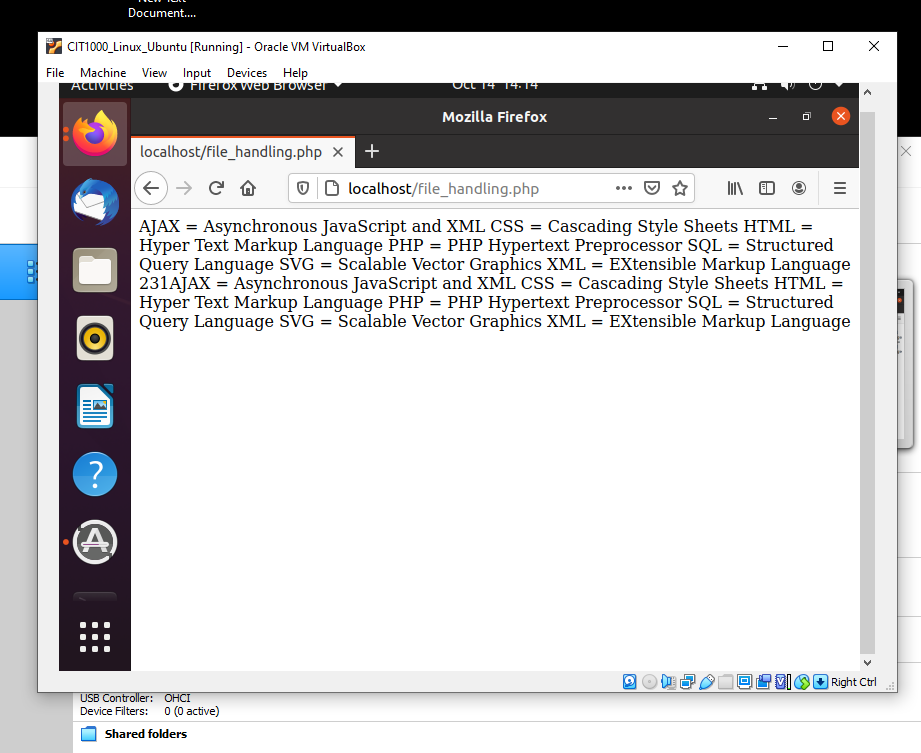 New Text
Document....
CIT1000_Linux_Ubuntu [Running] - Oracle VM VirtualBox
File Machine View Input Devices Help
Activities Firefox Web Browser Oct 14 14:14
Mozilla Firefox
localhost/file_handling.php
localhost/file_handling.php
AJAX = Asynchronous JavaScript and XML CSS = Cascading Style Sheets HTML =
Hyper Text Markup Language PHP = PHP Hypertext Preprocessor SQL = Structured
Query Language SVG = Scalable Vector Graphics XML = EXtensible Markup Language
231AJAX = Asynchronous JavaScript and XML CSS = Cascading Style Sheets HTML =
Hyper Text Markup Language PHP = PHP Hypertext Preprocessor SQL = Structured
Query Language SVG = Scalable Vector Graphics XML = EXtensible Markup Language
Right Ctrl
USB Controller: OHCI
Device Filters: 0 (0 active)
Shared folders